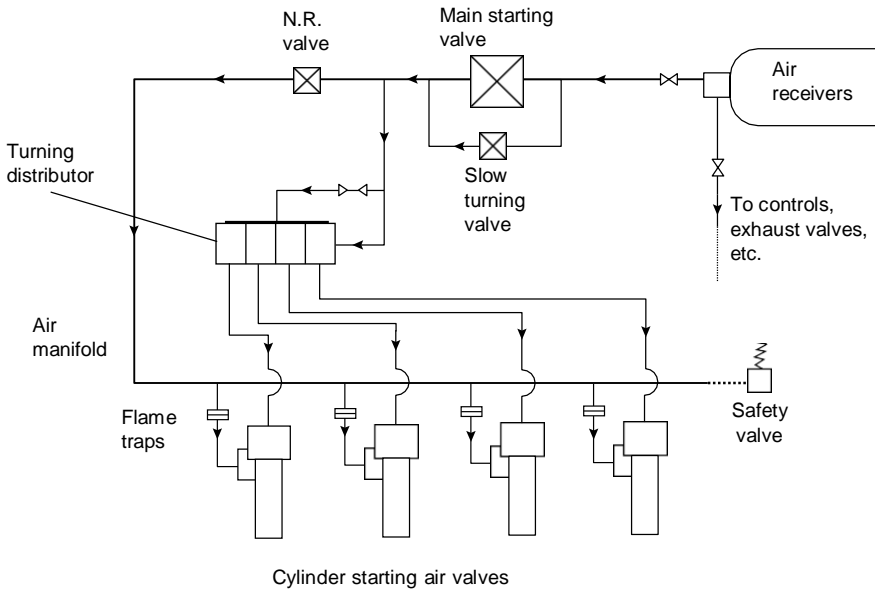 N.R.
valve
Main starting
valve
Air
receivers
Turning
distributor
Slow
turning
valve
To controls,
exhaust valves,
etc.
Air
manifold
Flame
traps
Safety
valve
Cylinder starting air valves